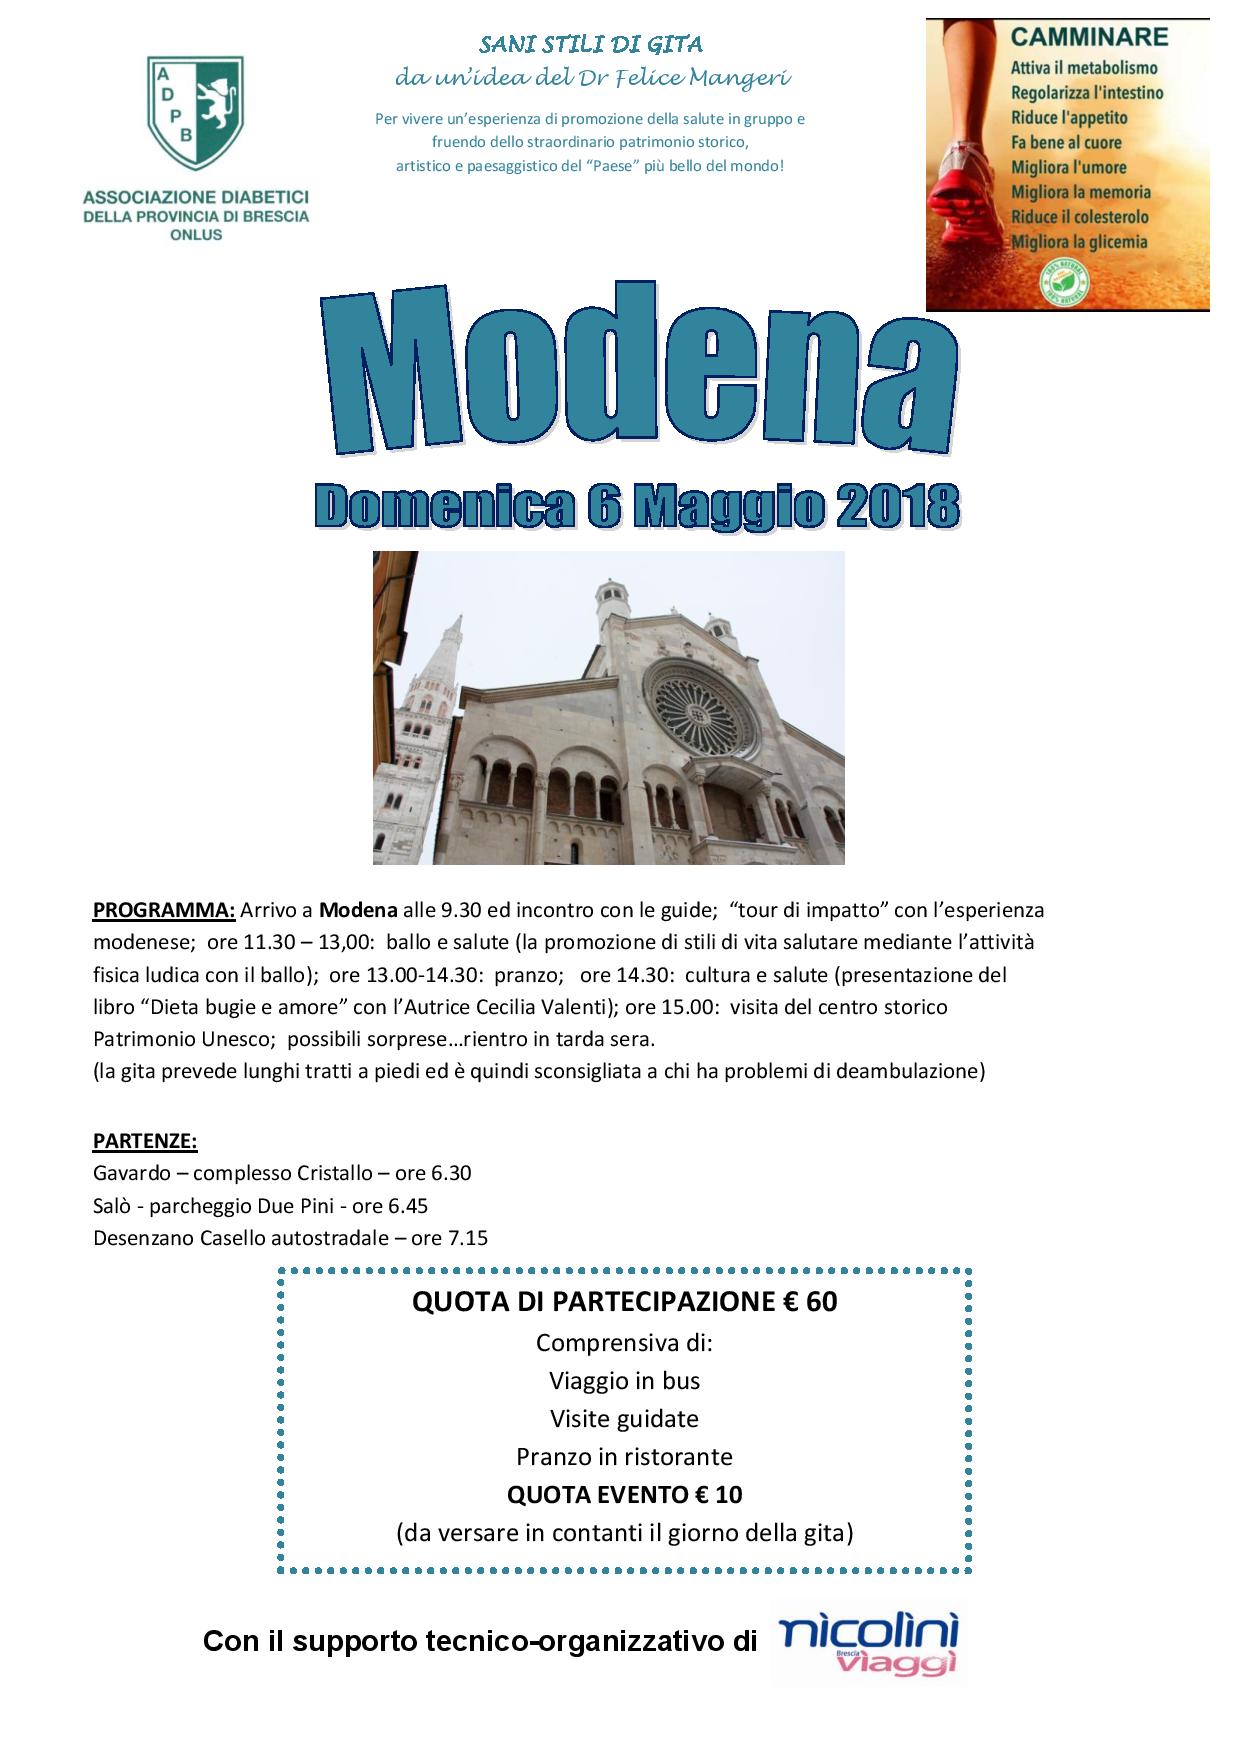 SANI STILI DI GITA
da un'idea del Dr Felice Mangeri
Per vivere un'esperienza di promozione della salute in gruppo e
fruendo dello straordinario patrimonio storico,
artistico e paesaggistico del "Paese" più bello del mondo!
A
D
P
B
ASSOCIAZIONE DIABETICI
DELLA PROVINCIA DI BRESCIA
ONLUS
CAMMINARE
Attiva il metabolismo
Regolarizza l'intestino
Riduce l'appetito
Fa bene al cuore
Migliora l'umore
Migliora la memoria
Riduce il colesterolo
Migliora la glicemia
100% NATURAL
100% NATURAL
Modena
Domenica 6 Maggio 2018
PROGRAMMA: Arrivo a Modena alle 9.30 ed incontro con le guide; "tour di impatto" con l'esperienza
modenese; ore 11.30 – 13,00: ballo e salute (la promozione di stili di vita salutare mediante l'attività
fisica ludica con il ballo); ore 13.00-14.30: pranzo; ore 14.30: cultura e salute (presentazione del
libro "Dieta bugie e amore" con l'Autrice Cecilia Valenti); ore 15.00: visita del centro storico
Patrimonio Unesco; possibili sorprese…rientro in tarda sera.
(la gita prevede lunghi tratti a piedi ed è quindi sconsigliata a chi ha problemi di deambulazione)
PARTENZE:
Gavardo – complesso Cristallo – ore 6.30
Salò - parcheggio Due Pini - ore 6.45
Desenzano Casello autostradale – ore 7.15
QUOTA DI PARTECIPAZIONE € 60
Comprensiva di:
Viaggio in bus
Visite guidate
Pranzo in ristorante
QUOTA EVENTO € 10
(da versare in contanti il giorno della gita)
Con il supporto tecnico-organizzativo di
nicolini
Brescia
viaggi